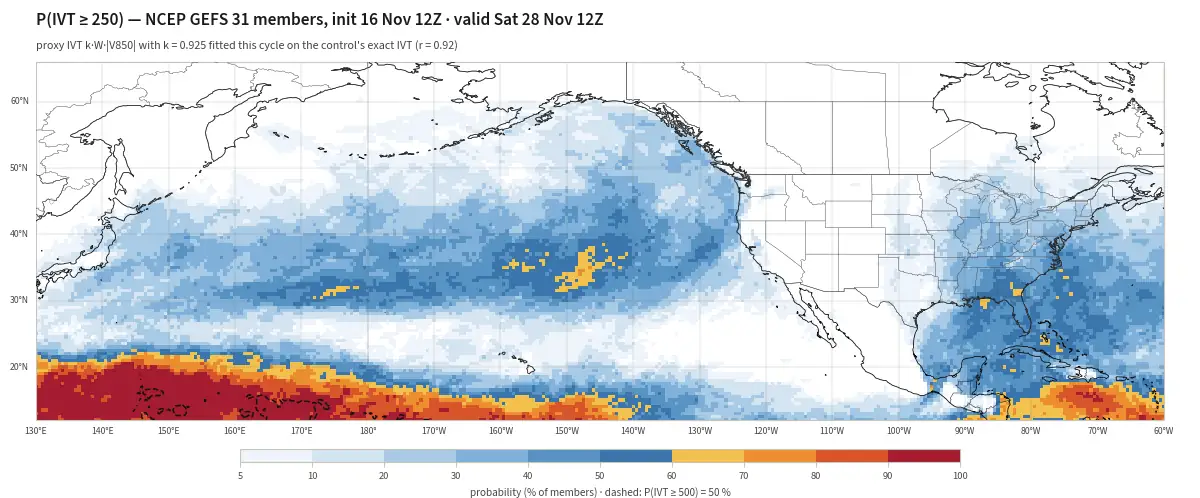 P(IVT ≥ 250) — NCEP GEFS 31 members, init 16 Nov 12Z · valid Sat 28 Nov 12Z
proxy IVT k·W·|V850| with k = 0.925 fitted this cycle on the control's exact IVT (r = 0.92)
60°N
50°N
40°N
30°N
20°N
130°E 140°E 150°E 160°E 170°E 180° 170°W 160°W 150°W 140°W 130°W 120°W 110°W 100°W 90°W 80°W 70°W 60°W
5 10 20 30 40 50 60 70 80 90 100
probability (% of members) · dashed: P(IVT ≥ 500) = 50 %